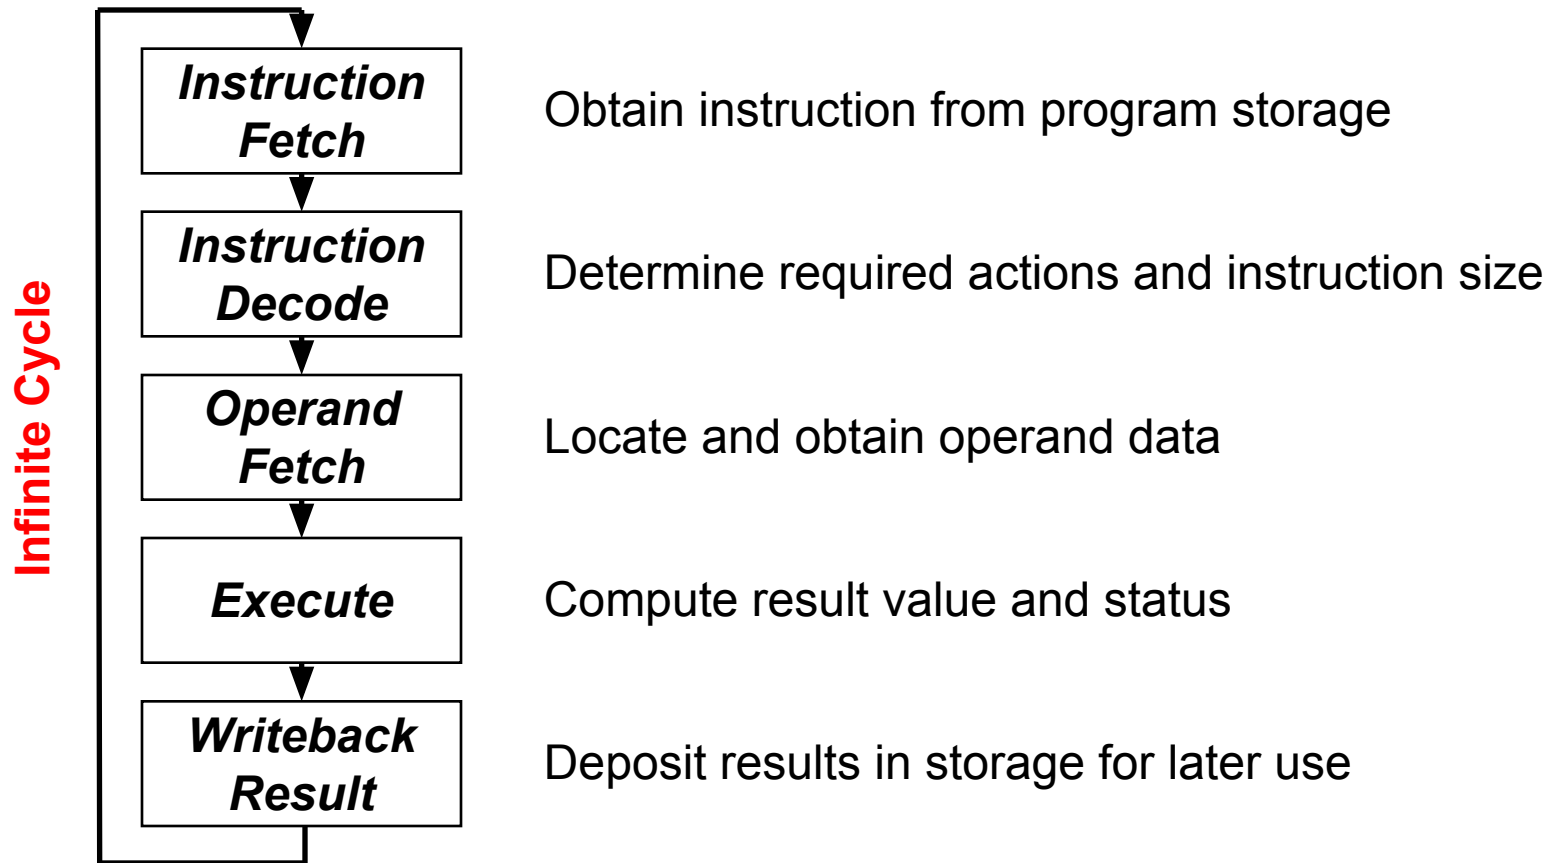 Infinite Cycle
Instruction
Fetch
Obtain instruction from program storage
Instruction
Decode
Determine required actions and instruction size
Operand
Fetch
Locate and obtain operand data
Execute
Compute result value and status
Writeback
Result
Deposit results in storage for later use